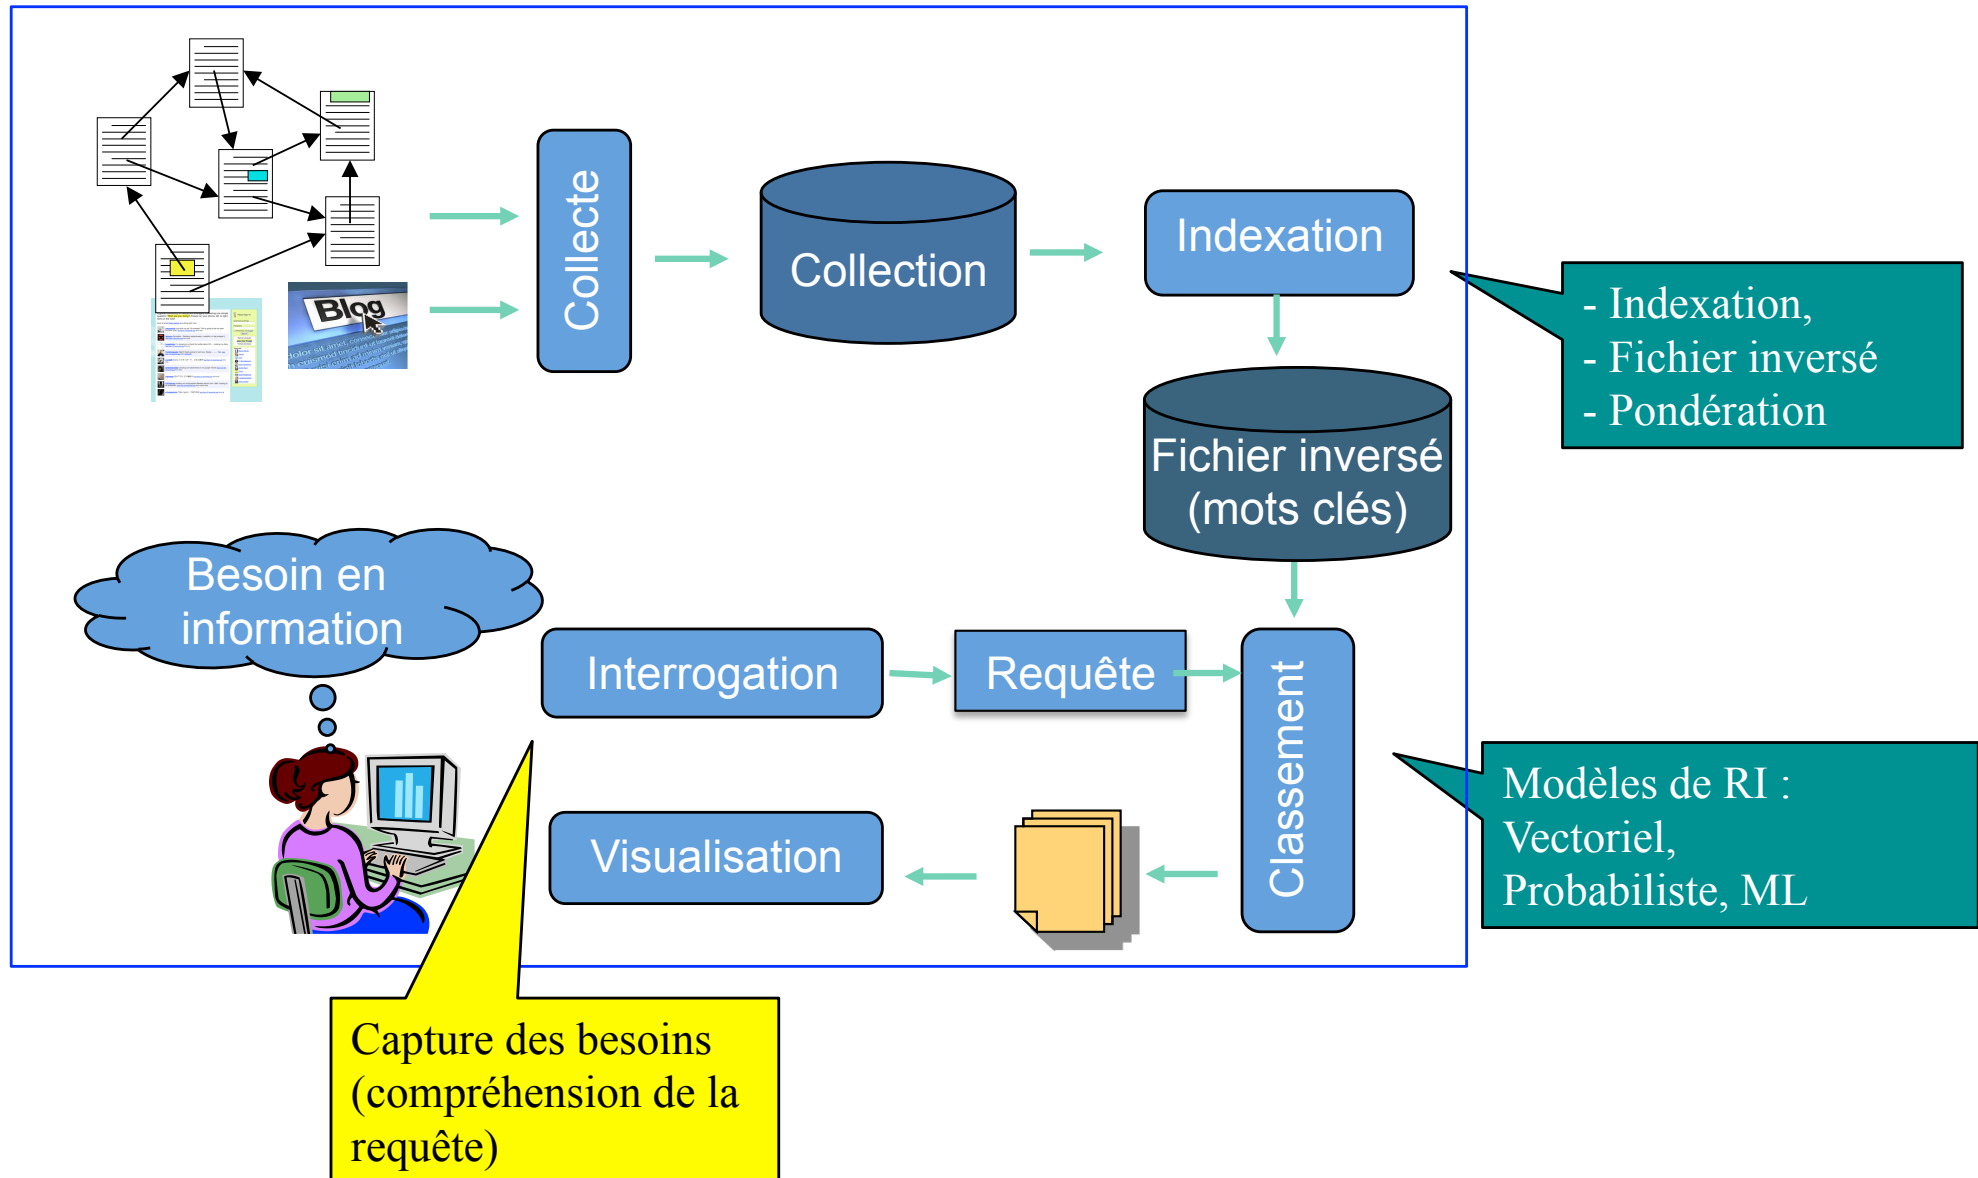 Collecte
Collection
Indexation
- Indexation,
- Fichier inversé
- Pondération
Blog
Fichier inversé
(mots clés)
Besoin en
information
Interrogation
Requête
Classement
Modèles de RI :
Vectoriel,
Probabiliste, ML
Visualisation
Capture des besoins
(compréhension de la
requête)